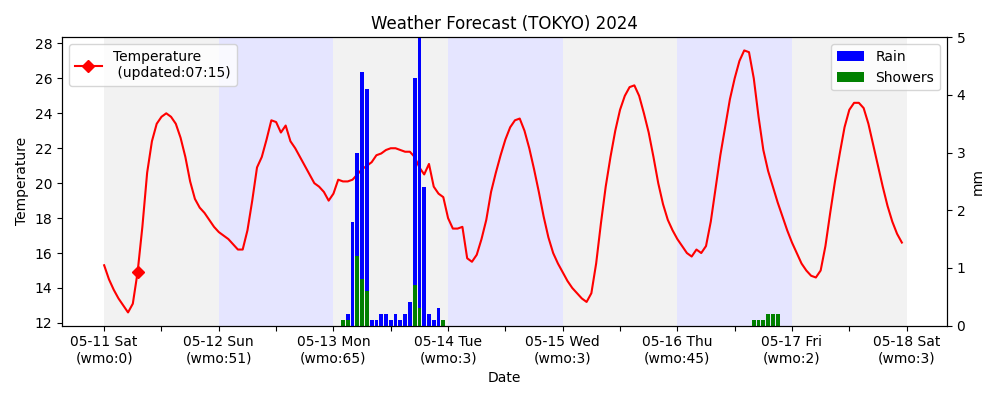 Weather Forecast (TOKYO) 2024
Temperature
(updated:07:15)
Rain
Showers
Temperature
28
26
24
22
20
18
16
14
12
5
4
3
2
1
0
mm
05-11 Sat
(wmo:0)
05-12 Sun
(wmo:51)
05-13 Mon
(wmo:65)
05-14 Tue
(wmo:3)
05-15 Wed
(wmo:3)
05-16 Thu
(wmo:45)
05-17 Fri
(wmo:2)
05-18 Sat
(wmo:3)
Date